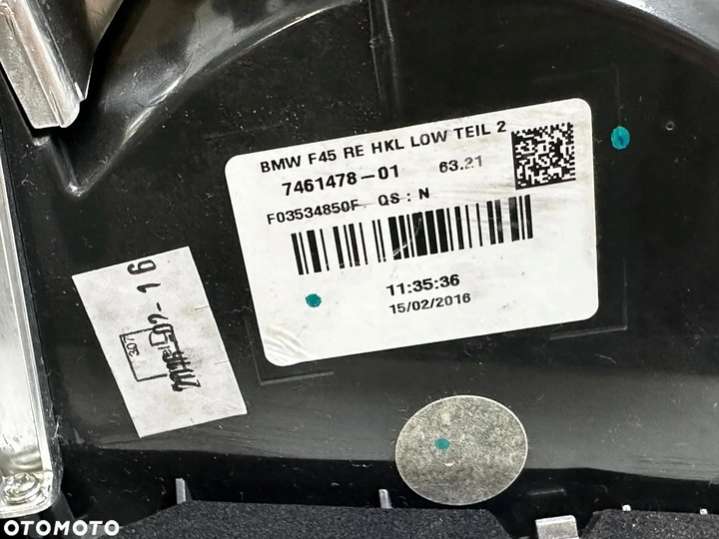 BMW F45 RE HKL LOW TEIL 2
7461478-01 63.21
F03534850F QS : N
11:35:36
15/02/2016
307
OTOMOTO